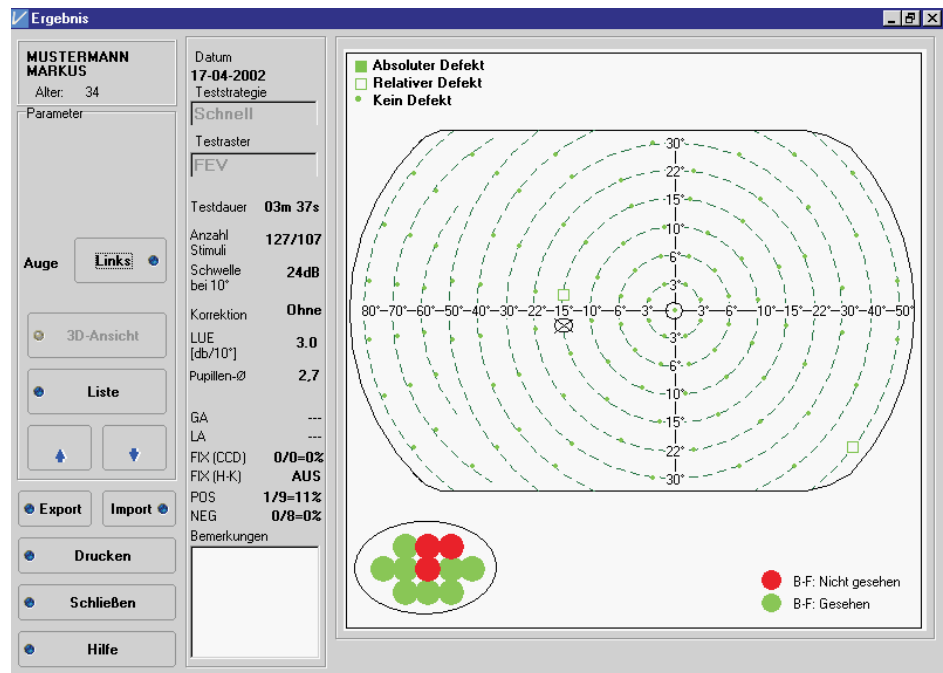 Ergebnis
MUSTERMANN
MARKUS
Alter: 34
Parameter
Auge Links
3D-Ansicht
Liste
Export Import
Drucken
Schließen
Hilfe
Datum
17-04-2002
Teststrategie
Schnell
Testraster
FEV
Testdauer 03m 37s
Anzahl
Stimuli 127/107
Schwelle
bei 10° 24dB
Korrektion Ohne
LUE
[db/10°] 3.0
Pupillen-Ø 2,7
GA ---
LA ---
FIX (CCD) 0/0=0%
FIX (H-K) AUS
POS 1/9=11%
NEG 0/8=0%
Bemerkungen
Absoluter Defekt
Relativer Defekt
Kein Defekt
30°
22°
15°
10°
6°
3°
80° 70° 60° 50° 40° 30° 22° 15° 10° 6° 3° 3° 6° 10° 15° 22° 30° 40° 50°
3°
6°
10°
15°
22°
30°
B-F: Nicht gesehen
B-F: Gesehen